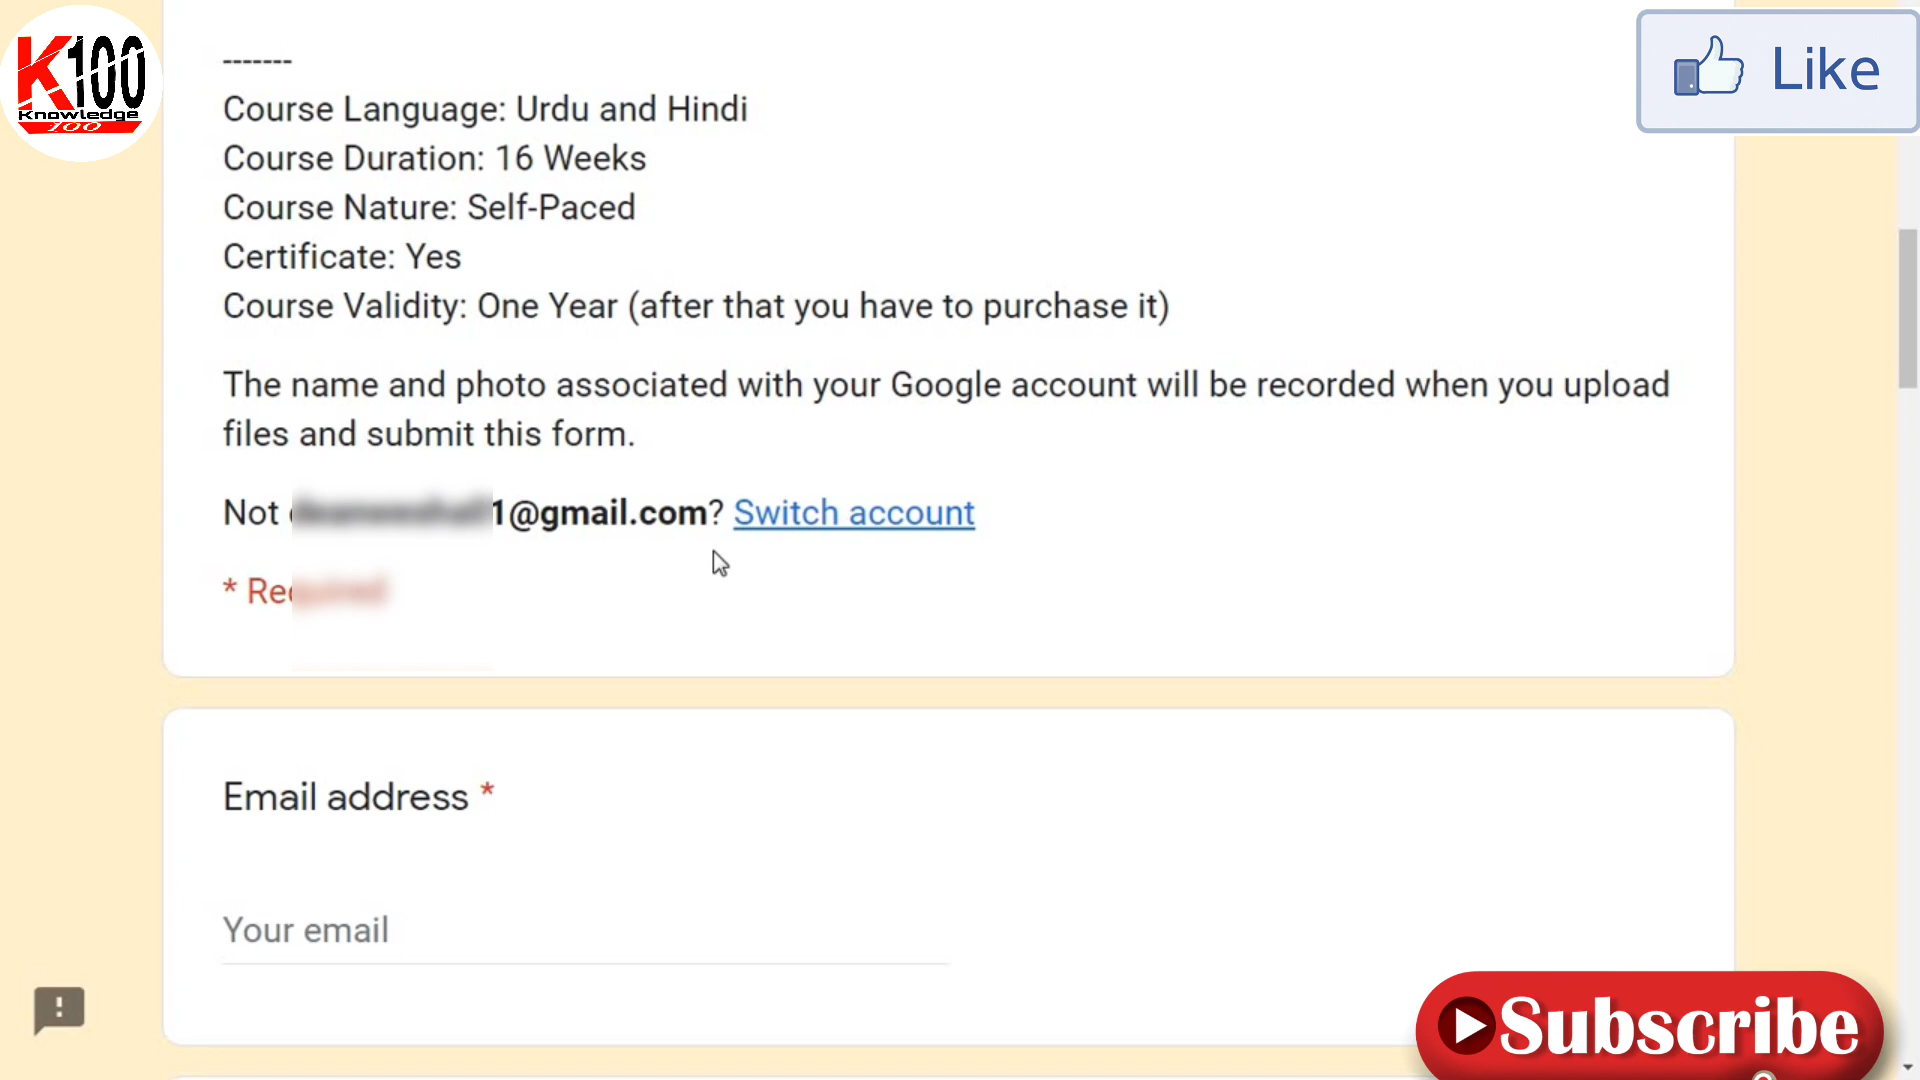 K100
Knowledge
100
Like
-------
Course Language: Urdu and Hindi
Course Duration: 16 Weeks
Course Nature: Self-Paced
Certificate: Yes
Course Validity: One Year (after that you have to purchase it)
The name and photo associated with your Google account will be recorded when you upload
files and submit this form.
Not 1@gmail.com? Switch account
* Required
Email address *
Your email
Subscribe